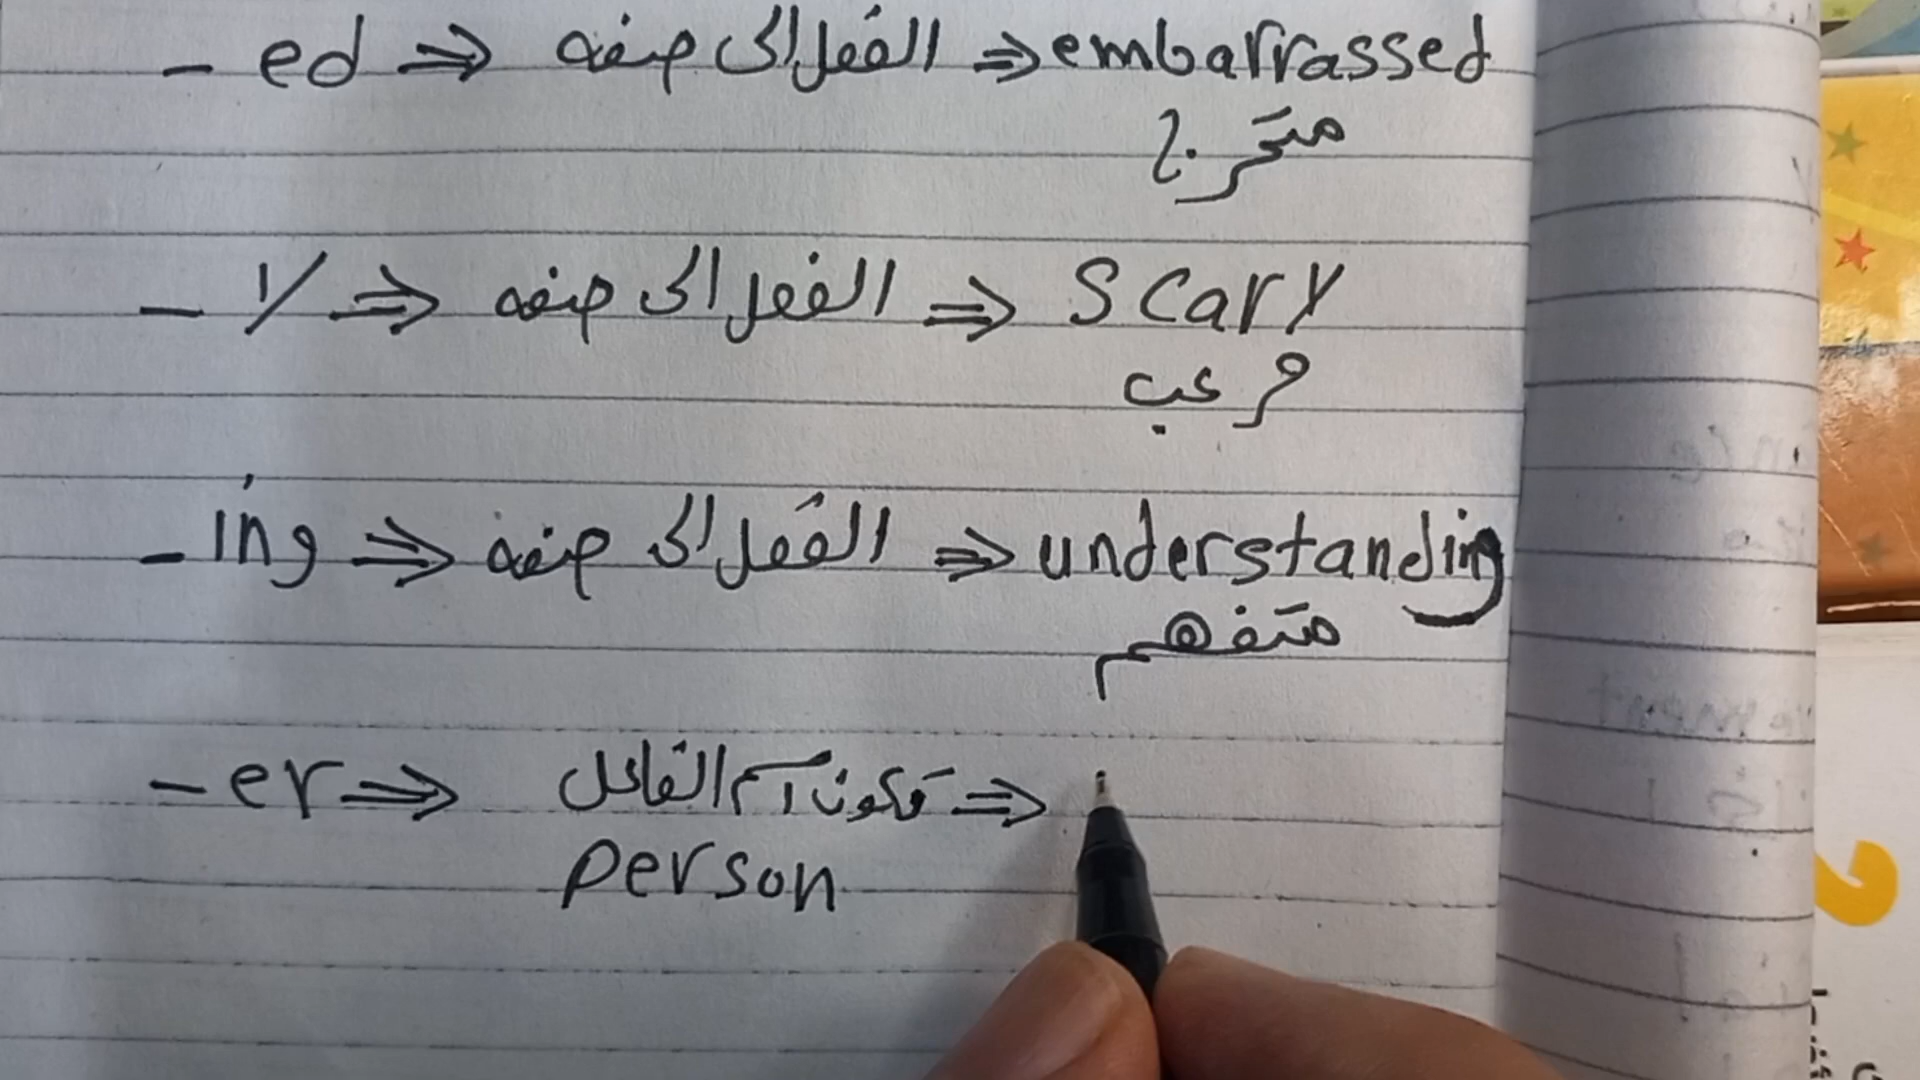 - ed ⇒ الفعل الى صفه ⇒ embarrassed
متحرج
- y ⇒ الفعل الى صفه ⇒ Scary
مرعب
- ing ⇒ الفعل الى صفه ⇒ understanding
متفهم
- er ⇒ تكون اسم الفاعل ⇒
person